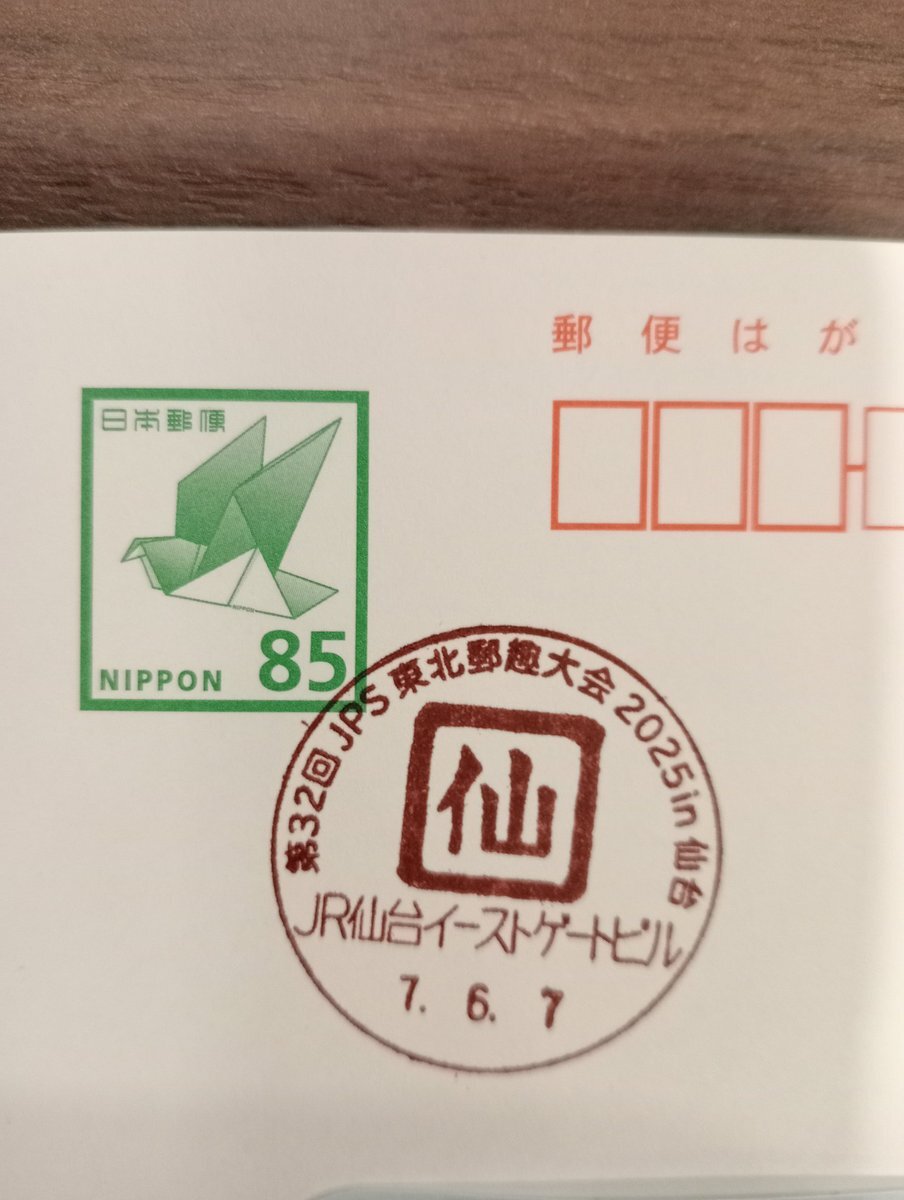 郵便はが
日本郵便
NIPPON
NIPPON 85
第32回JPS東北郵趣大会2025in仙台
仙
JR仙台イーストゲートビル
7. 6. 7